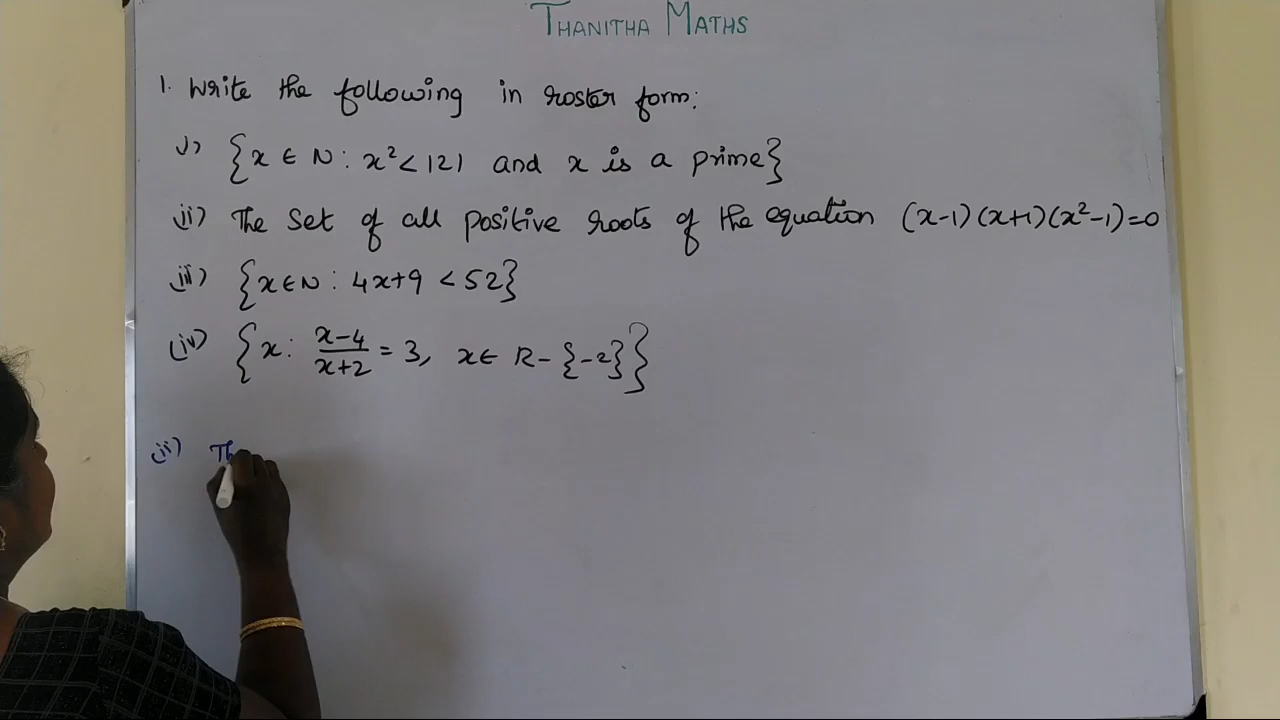 THANITHA MATHS
1. Write the following in roster form:
i) {x ∈ N : x² < 121 and x is a prime}
ii) The set of all positive roots of the equation (x-1)(x+1)(x²-1)=0
iii) {x∈N : 4x+9 < 52}
(iv) {x : (x-4)/(x+2) = 3, x∈ R-{-2}}
(ii) Th